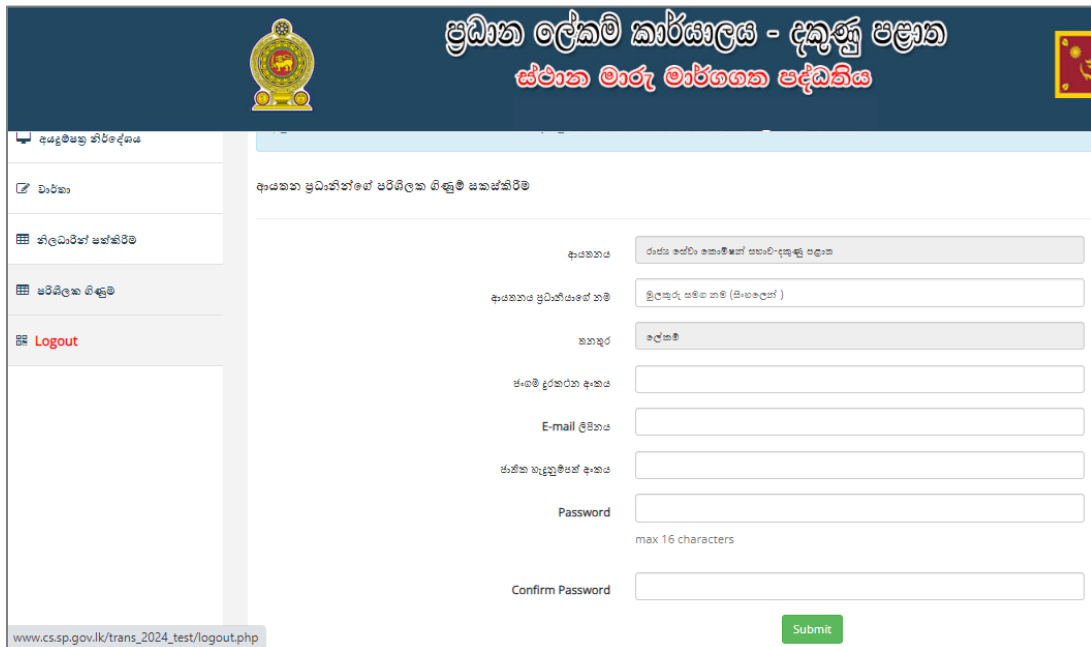 ප්‍රධාන ලේකම් කාර්යාලය - දකුණු පළාත
ස්ථාන මාරු මාර්ගගත පද්ධතිය
අයදුම්පත්‍ර නිර්දේශය
වාර්තා
නිලධාරීන් පත්කිරීම
පරිශීලක ගිණුම්
Logout
ආයතන ප්‍රධානින්ගේ පරිශීලක ගිණුම් සකස්කිරීම
ආයතනය
රාජ්‍ය සේවා කොමිෂන් සභාව-දකුණු පළාත
ආයතනය ප්‍රධානියාගේ නම
මුලකුරු සමග නම (සිංහලෙන් )
තනතුර
ලේකම්
ජංගම දුරකථන අංකය
E-mail ලිපිනය
ජාතික හැදුනුම්පත් අංකය
Password
max 16 characters
Confirm Password
Submit
www.cs.sp.gov.lk/trans_2024_test/logout.php